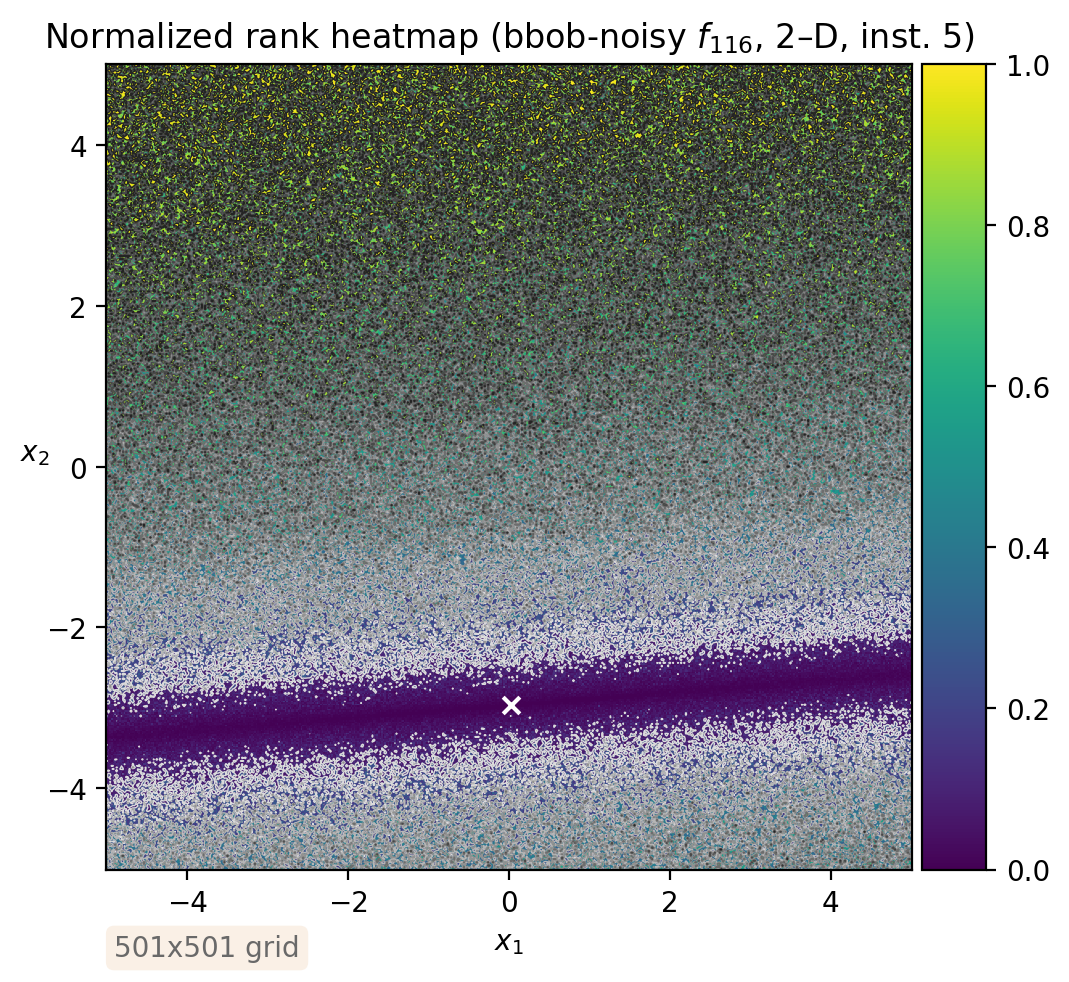 Normalized rank heatmap (bbob-noisy f116, 2–D, inst. 5)
1.0
0.8
0.6
0.4
0.2
0.0
4
2
0
−2
−4
x2
−4 −2 0 2 4
x1
501x501 grid